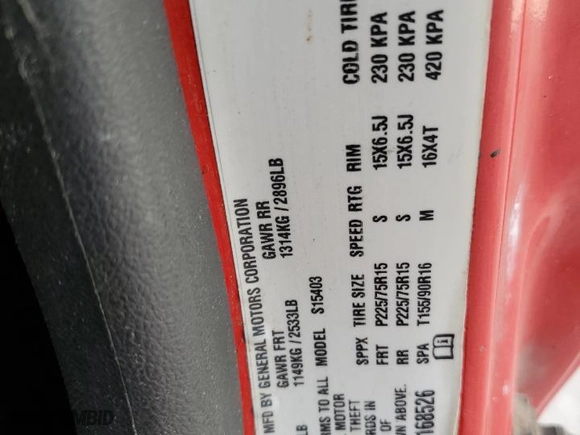 MFD BY GENERAL MOTORS CORPORATION
GAWR FRT GAWR RR
1149KG / 2533LB 1314KG / 2896LB
LB
RMS TO ALL MODEL S15403
MOTOR
THEFT SPPX TIRE SIZE SPEED RTG RIM COLD TIRE
RDS IN FRT P225/75R15 S 15X6.5J 230 KPA
OF
N ABOVE. RR P225/75R15 S 15X6.5J 230 KPA
168526 SPA T155/90R16 M 16X4T 420 KPA